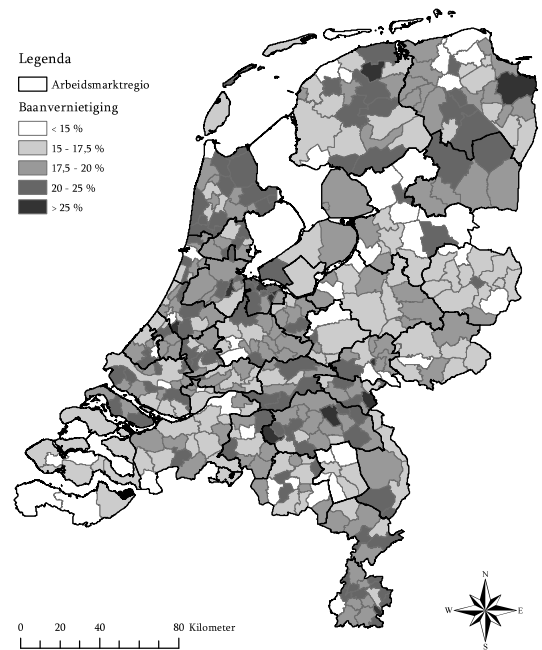 Legenda
Arbeidsmarktregio
Baanvernietiging
< 15 %
15 - 17,5 %
17,5 - 20 %
20 - 25 %
> 25 %
N
W E
S
0 20 40 80 Kilometer